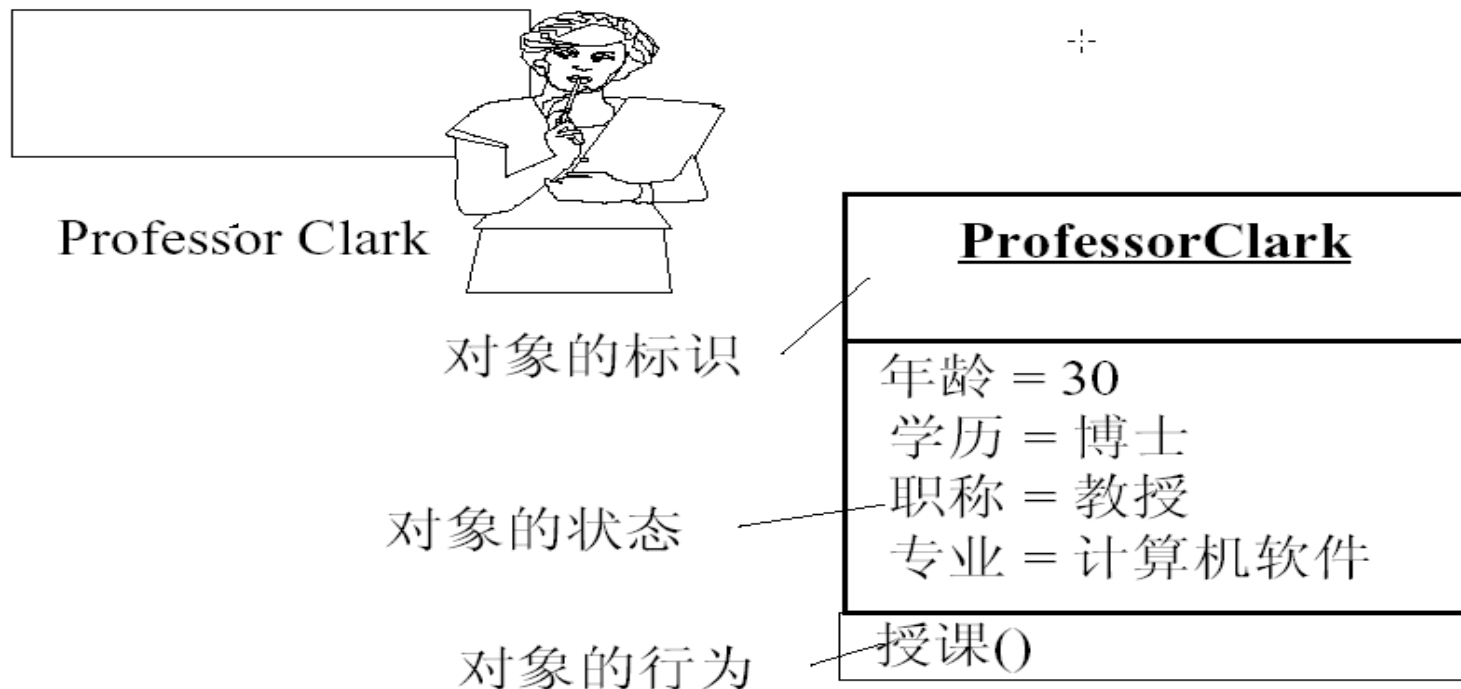 Professor Clark
ProfessorClark
对象的标识
年龄 = 30
学历 = 博士
职称 = 教授
对象的状态
专业 = 计算机软件
授课()
对象的行为